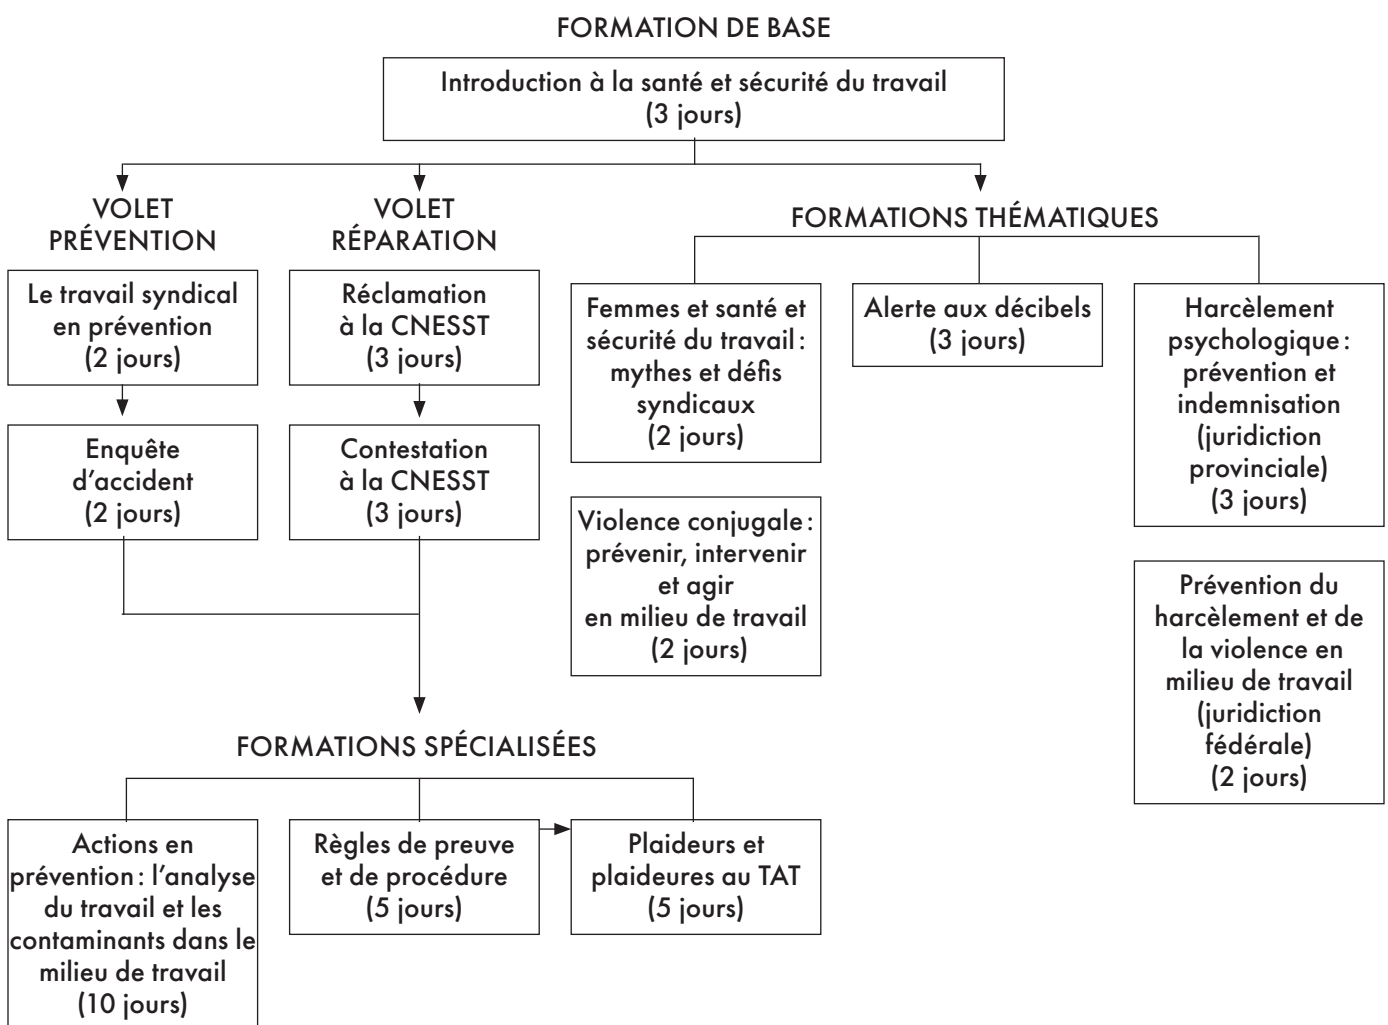 FORMATION DE BASE
Introduction à la santé et sécurité du travail
(3 jours)
VOLET
PRÉVENTION
Le travail syndical
en prévention
(2 jours)
Enquête
d'accident
(2 jours)
VOLET
RÉPARATION
Réclamation
à la CNESST
(3 jours)
Contestation
à la CNESST
(3 jours)
FORMATIONS THÉMATIQUES
Femmes et santé et
sécurité du travail :
mythes et défis
syndicaux
(2 jours)
Violence conjugale :
prévenir, intervenir
et agir
en milieu de travail
(2 jours)
Alerte aux décibels
(3 jours)
Harcèlement
psychologique :
prévention et
indemnisation
(juridiction
provinciale)
(3 jours)
Prévention du
harcèlement et de
la violence en
milieu de travail
(juridiction
fédérale)
(2 jours)
FORMATIONS SPÉCIALISÉES
Actions en
prévention : l'analyse
du travail et les
contaminants dans le
milieu de travail
(10 jours)
Règles de preuve
et de procédure
(5 jours)
Plaideurs et
plaideures au TAT
(5 jours)